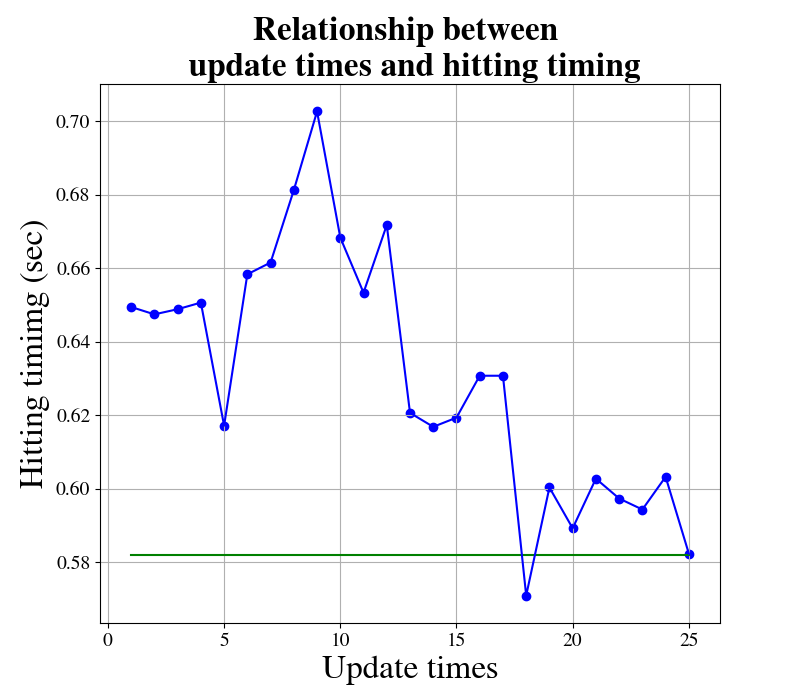 Relationship between
update times and hitting timing
0.70
0.68
0.66
0.64
0.62
0.60
0.58
Hitting timimg (sec)
0 5 10 15 20 25
Update times